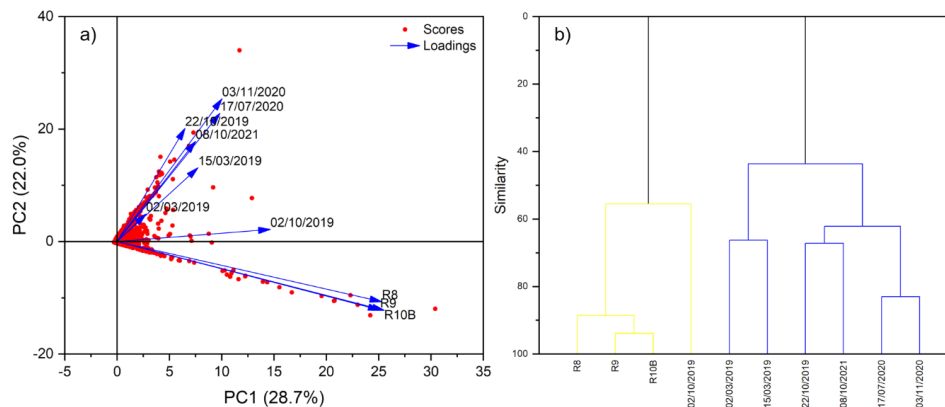 a)
Scores
Loadings
40
20
0
-20
PC2 (22.0%)
03/11/2020
17/07/2020
22/10/2019
08/10/2021
15/03/2019
02/03/2019
02/10/2019
R8
R9
R10B
-5
0
5
10
15
20
25
30
35
PC1 (28.7%)
b)
0
20
40
60
80
100
Similarity
R8
R9
R10B
02/10/2019
02/03/2019
15/03/2019
22/10/2019
08/10/2021
17/07/2020
03/11/2020